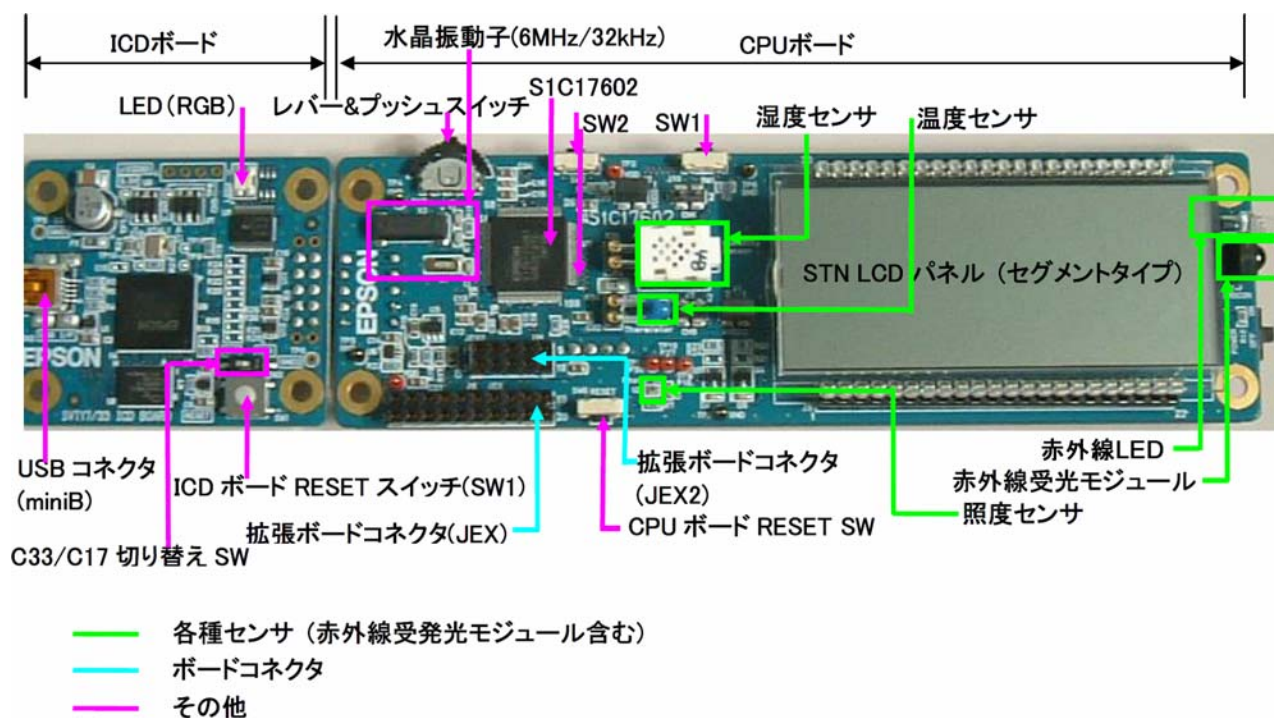 ICDボード
水晶振動子(6MHz/32kHz)
CPUボード
LED(RGB)
レバー&プッシュスイッチ
S1C17602
SW2
SW1
湿度センサ
温度センサ
S1C17602
EPSON
EPSON
EPSON
STN LCD パネル (セグメントタイプ)
SW6 RESET
SVT17/33 ICD BOARD
USB コネクタ
(miniB)
ICD ボード RESET スイッチ(SW1)
拡張ボードコネクタ(JEX)
拡張ボードコネクタ
(JEX2)
CPU ボード RESET SW
赤外線LED
赤外線受光モジュール
照度センサ
C33/C17 切り替え SW
各種センサ (赤外線受発光モジュール含む)
ボードコネクタ
その他